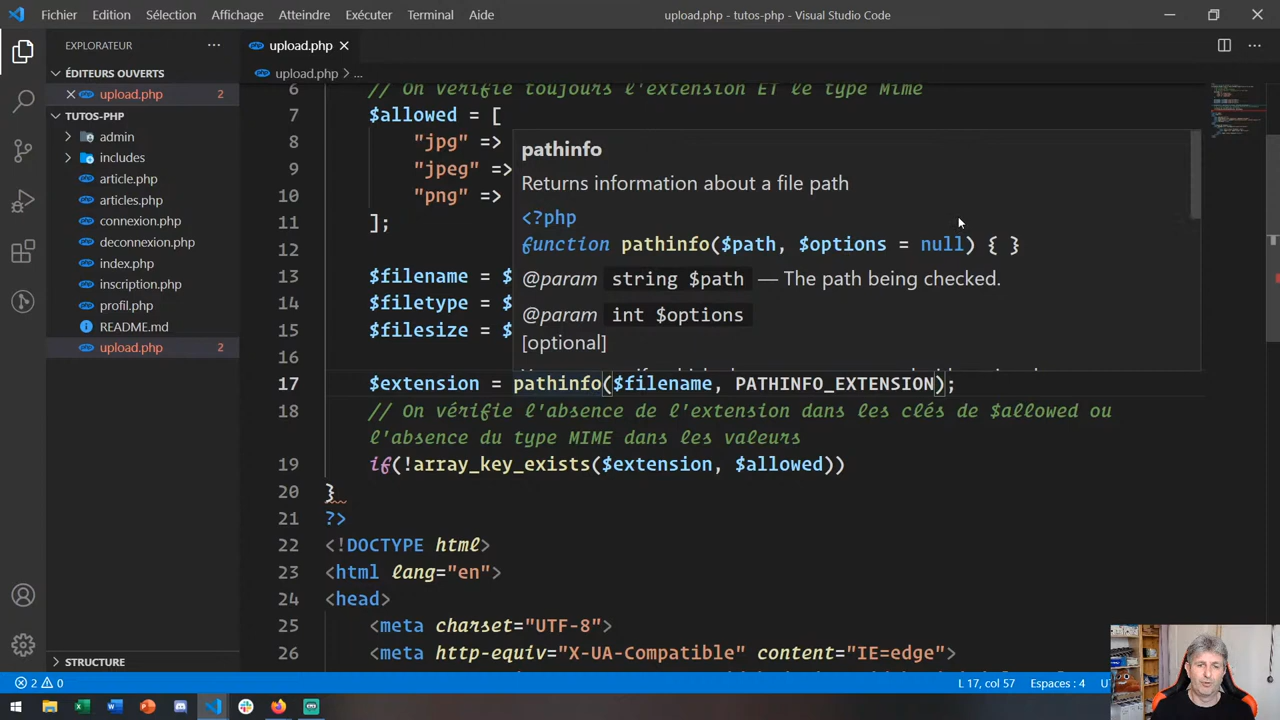 Fichier Édition Sélection Affichage Atteindre Exécuter Terminal Aide upload.php - tutos-php - Visual Studio Code
EXPLORATEUR
ÉDITEURS OUVERTS
upload.php 2
TUTOS-PHP
admin
includes
article.php
articles.php
connexion.php
deconnexion.php
index.php
inscription.php
profil.php
README.md
upload.php 2
STRUCTURE
upload.php
upload.php > ...
6 // On vérifie toujours l'extension ET le type Mime
7 $allowed = [
8 "jpg" =>
9 "jpeg" =>
10 "png" =>
11 ];
12
13 $filename = $
14 $filetype = $
15 $filesize = $
16
pathinfo
Returns information about a file path
<?php
function pathinfo($path, $options = null) { }
@param string $path — The path being checked.
@param int $options
[optional]
17 $extension = pathinfo($filename, PATHINFO_EXTENSION);
18 // On vérifie l'absence de l'extension dans les clés de $allowed ou
l'absence du type MIME dans les valeurs
19 if(!array_key_exists($extension, $allowed))
20 }
21 ?>
22 <!DOCTYPE html>
23 <html lang="en">
24 <head>
25 <meta charset="UTF-8">
26 <meta http-equiv="X-UA-Compatible" content="IE=edge">
2 0 L 17, col 57 Espaces : 4